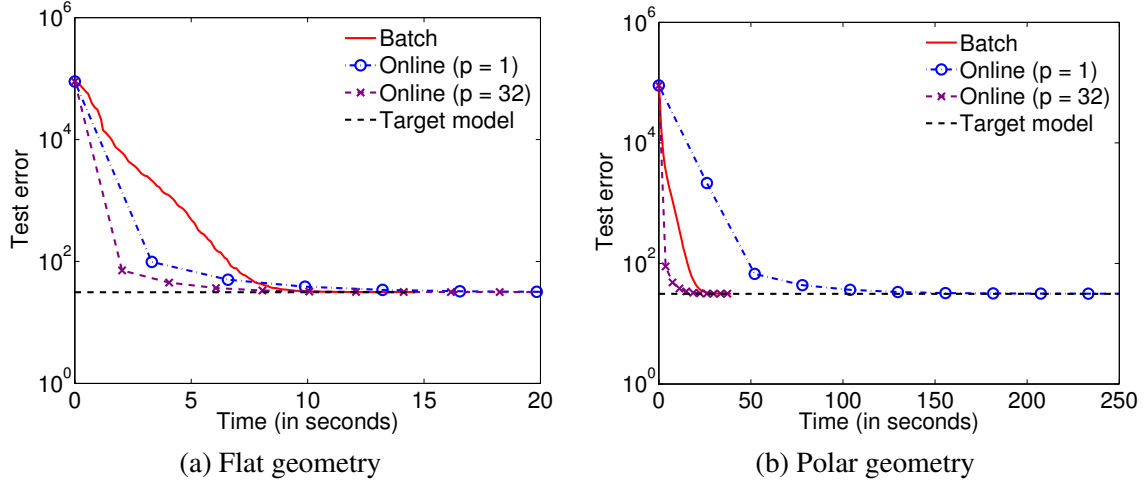 10^6
10^4
10^2
10^0
Test error
Batch
Online (p = 1)
Online (p = 32)
Target model
0 5 10 15 20
Time (in seconds)
(a) Flat geometry
10^6
10^4
10^2
10^0
Test error
Batch
Online (p = 1)
Online (p = 32)
Target model
0 50 100 150 200 250
Time (in seconds)
(b) Polar geometry